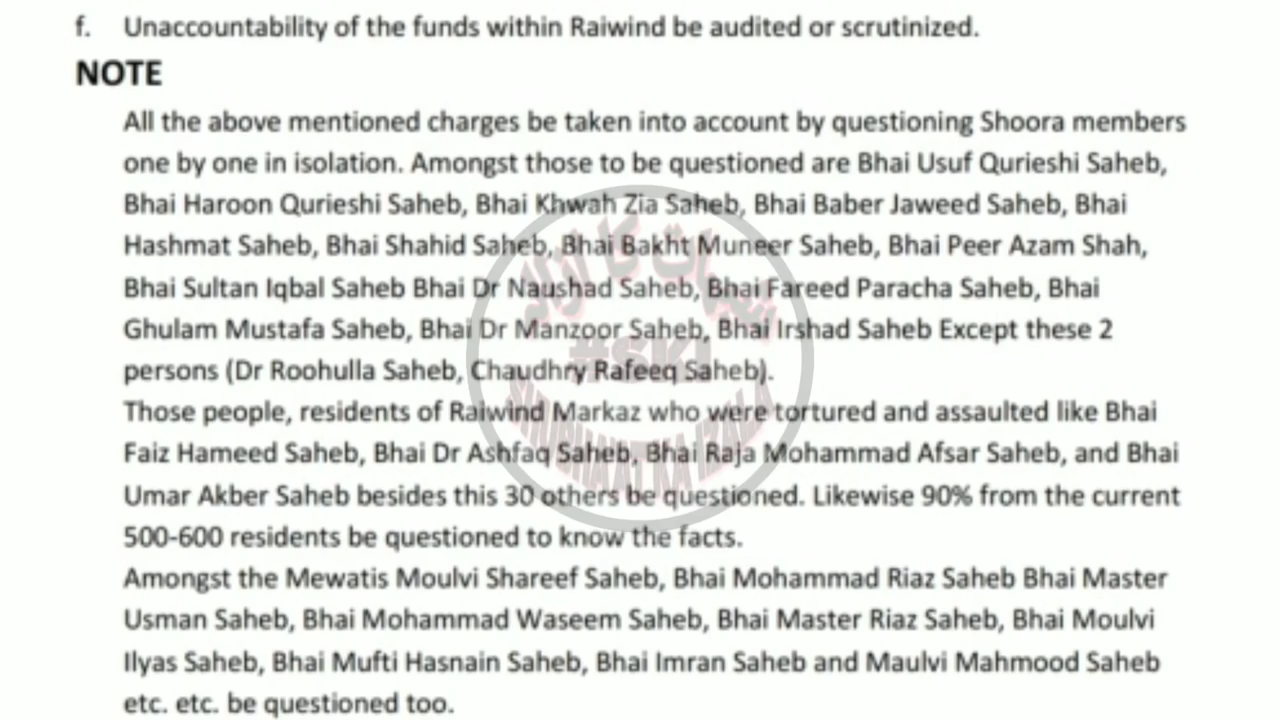 f. Unaccountability of the funds within Raiwind be audited or scrutinized.
NOTE
All the above mentioned charges be taken into account by questioning Shoora members
one by one in isolation. Amongst those to be questioned are Bhai Usuf Qurieshi Saheb,
Bhai Haroon Qurieshi Saheb, Bhai Khwah Zia Saheb, Bhai Baber Jaweed Saheb, Bhai
Hashmat Saheb, Bhai Shahid Saheb, Bhai Bakht Muneer Saheb, Bhai Peer Azam Shah,
Bhai Sultan Iqbal Saheb Bhai Dr Naushad Saheb, Bhai Fareed Paracha Saheb, Bhai
Ghulam Mustafa Saheb, Bhai Dr Manzoor Saheb, Bhai Irshad Saheb Except these 2
persons (Dr Roohulla Saheb, Chaudhry Rafeeq Saheb).
Those people, residents of Raiwind Markaz who were tortured and assaulted like Bhai
Faiz Hameed Saheb, Bhai Dr Ashfaq Saheb, Bhai Raja Mohammad Afsar Saheb, and Bhai
Umar Akber Saheb besides this 30 others be questioned. Likewise 90% from the current
500-600 residents be questioned to know the facts.
Amongst the Mewatis Moulvi Shareef Saheb, Bhai Mohammad Riaz Saheb Bhai Master
Usman Saheb, Bhai Mohammad Waseem Saheb, Bhai Master Riaz Saheb, Bhai Moulvi
Ilyas Saheb, Bhai Mufti Hasnain Saheb, Bhai Imran Saheb and Maulvi Mahmood Saheb
etc. etc. be questioned too.
شبہات کا ازالہ
#SKI
SHUBHAAT KA IZALA